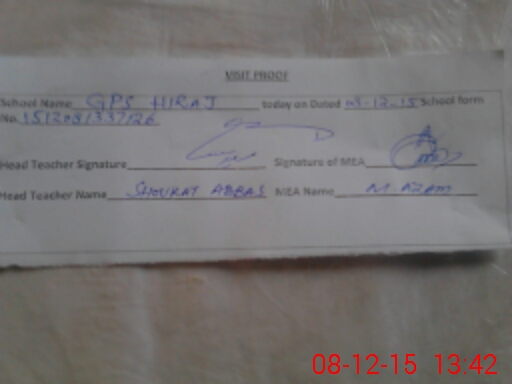 VISIT PROOF
School Name GPS HIRAJ today on Dated 03-12-15 School form
No 1512081337126
Head Teacher Signature Signature of MEA
Head Teacher Name SHOUKAT ABBAS MEA Name M. AZAM
08-12-15 13:42